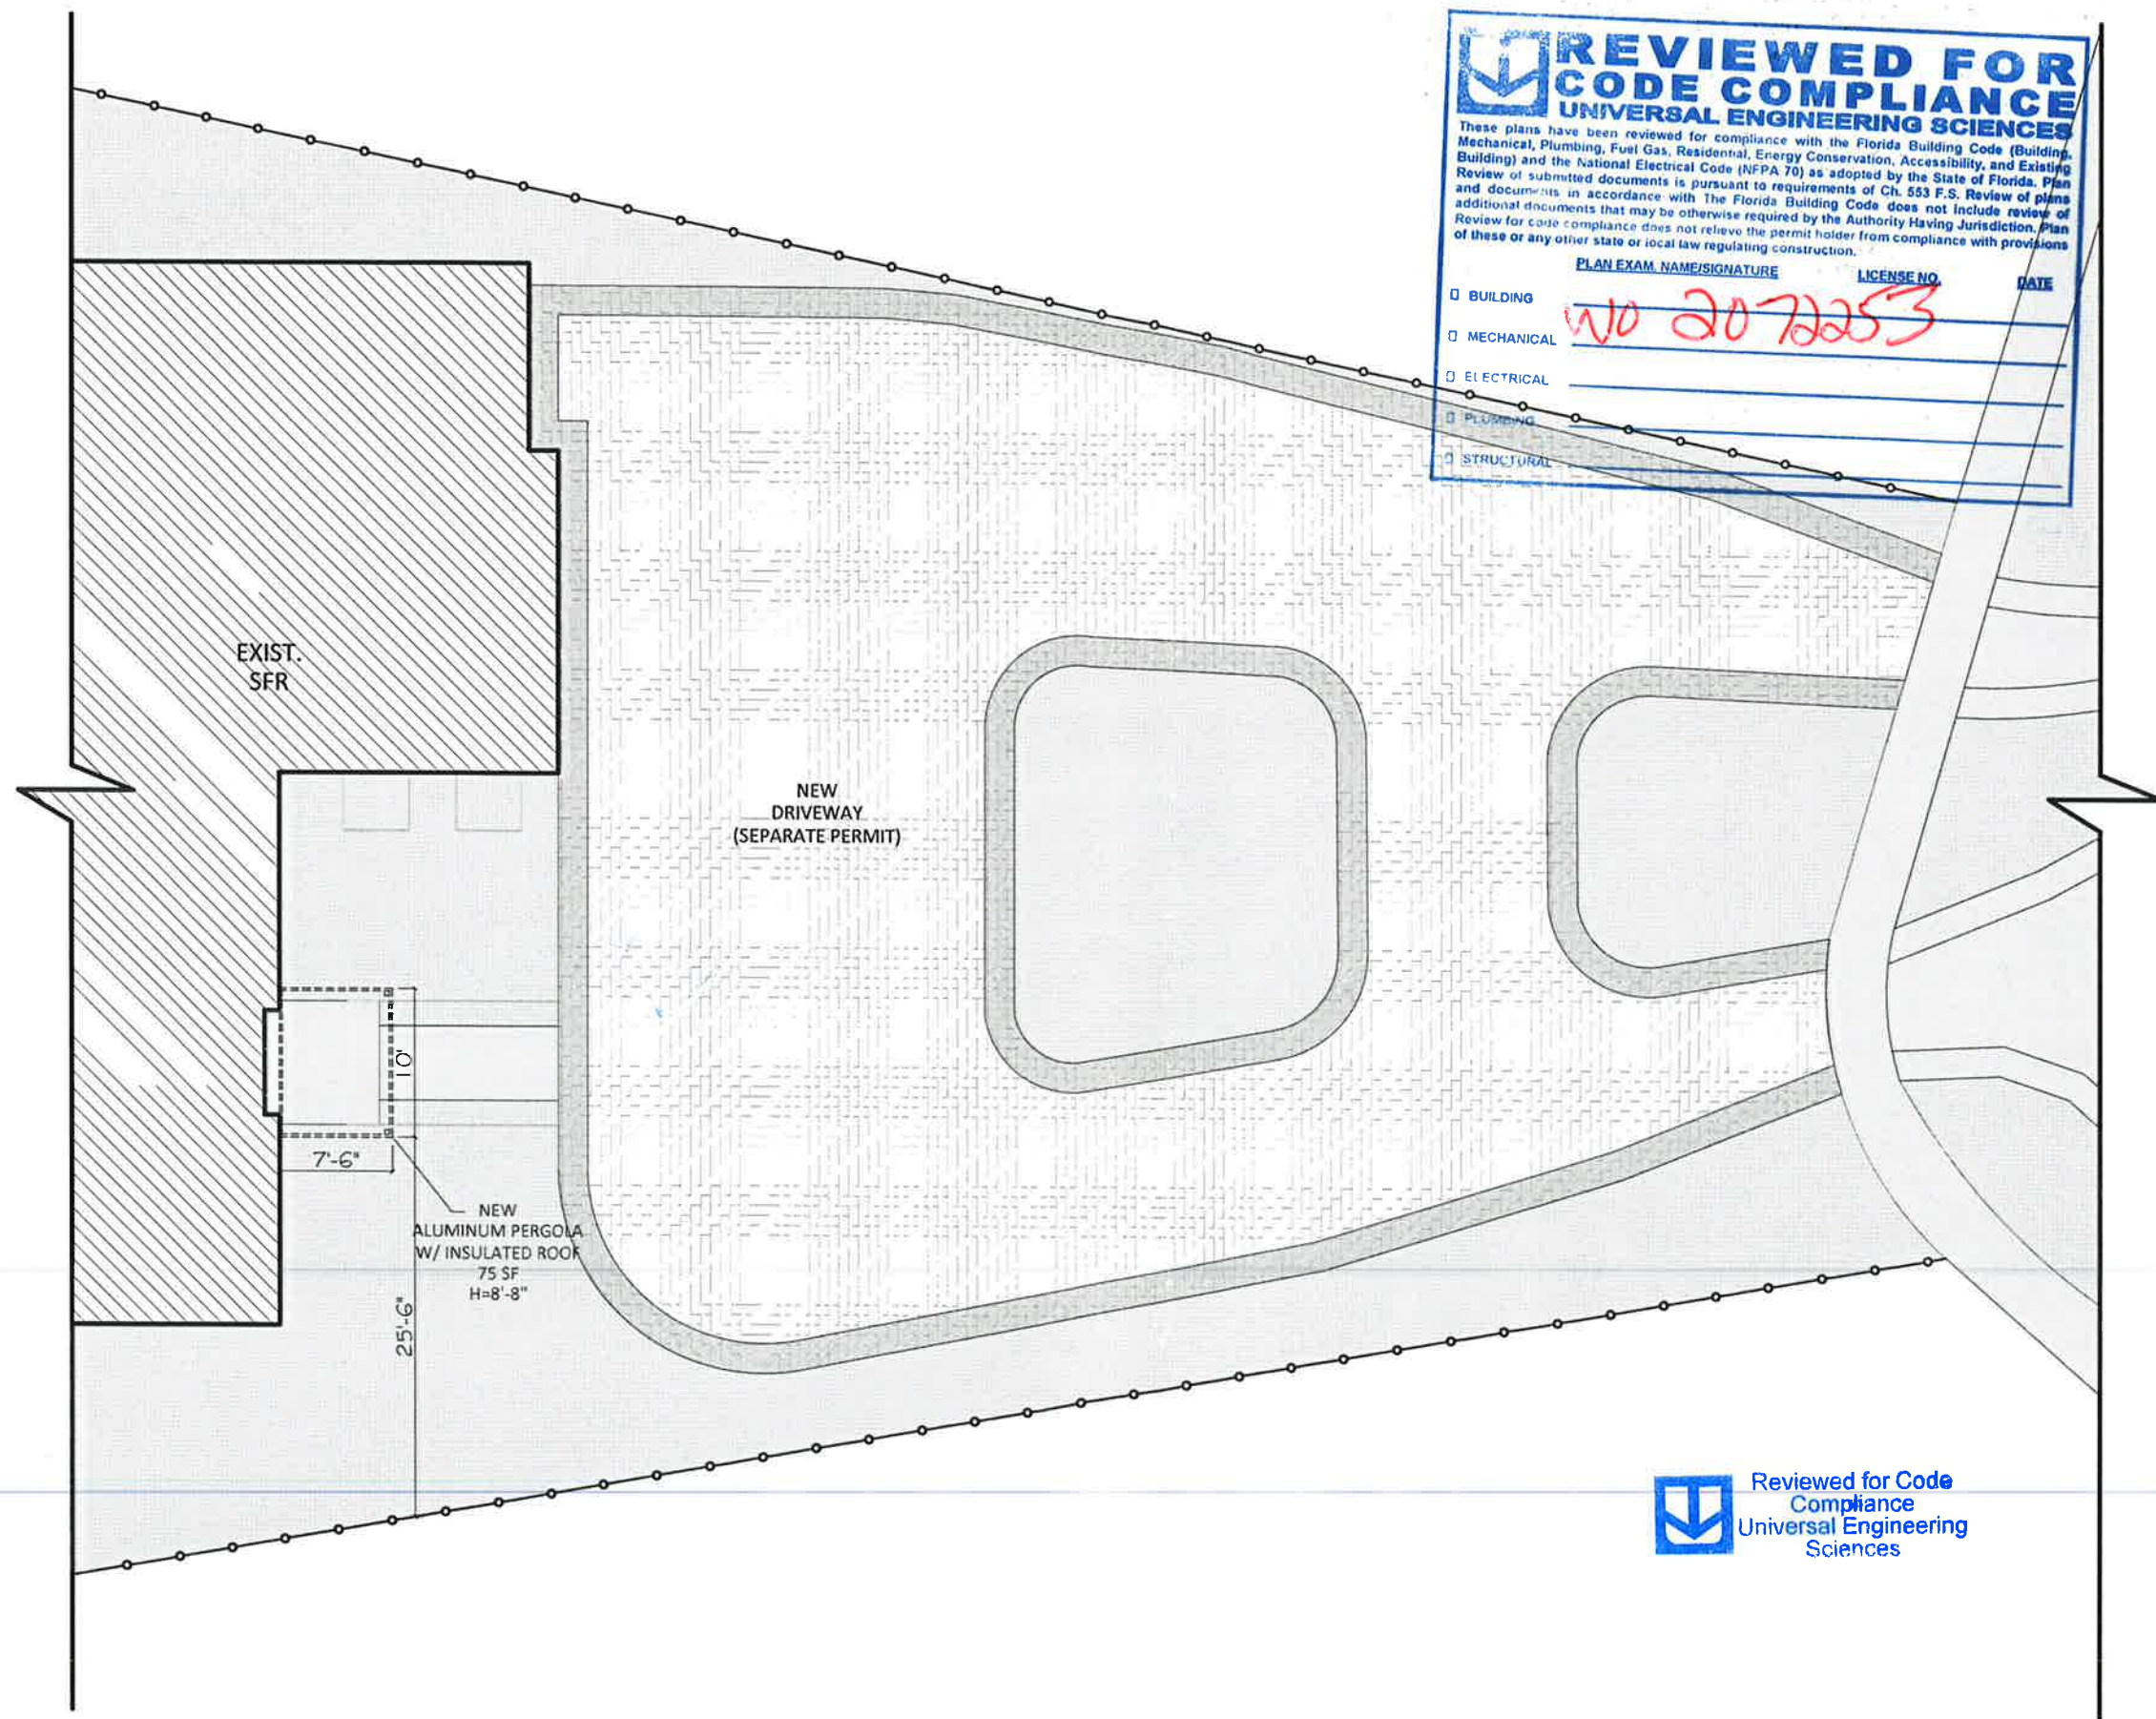 REVIEWED FOR
CODE COMPLIANCE
UNIVERSAL ENGINEERING SCIENCES
These plans have been reviewed for compliance with the Florida Building Code (Building,
Mechanical, Plumbing, Fuel Gas, Residential, Energy Conservation, Accessibility, and Existing
Building) and the National Electrical Code (NFPA 70) as adopted by the State of Florida. Plan
Review of submitted documents is pursuant to requirements of Ch. 553 F.S. Review of plans
and documents in accordance with The Florida Building Code does not include review of
additional documents that may be otherwise required by the Authority Having Jurisdiction. Plan
Review for code compliance does not relieve the permit holder from compliance with provisions
of these or any other state or local law regulating construction.
PLAN EXAM. NAME/SIGNATURE LICENSE NO. DATE
BUILDING
WO 2072253
MECHANICAL
ELECTRICAL
PLUMBING
STRUCTURAL
EXIST.
SFR
NEW
DRIVEWAY
(SEPARATE PERMIT)
10'
7'-6"
NEW
ALUMINUM PERGOLA
W/ INSULATED ROOF
75 SF
H=8'-8"
25'-6"
Reviewed for Code
Compliance
Universal Engineering
Sciences